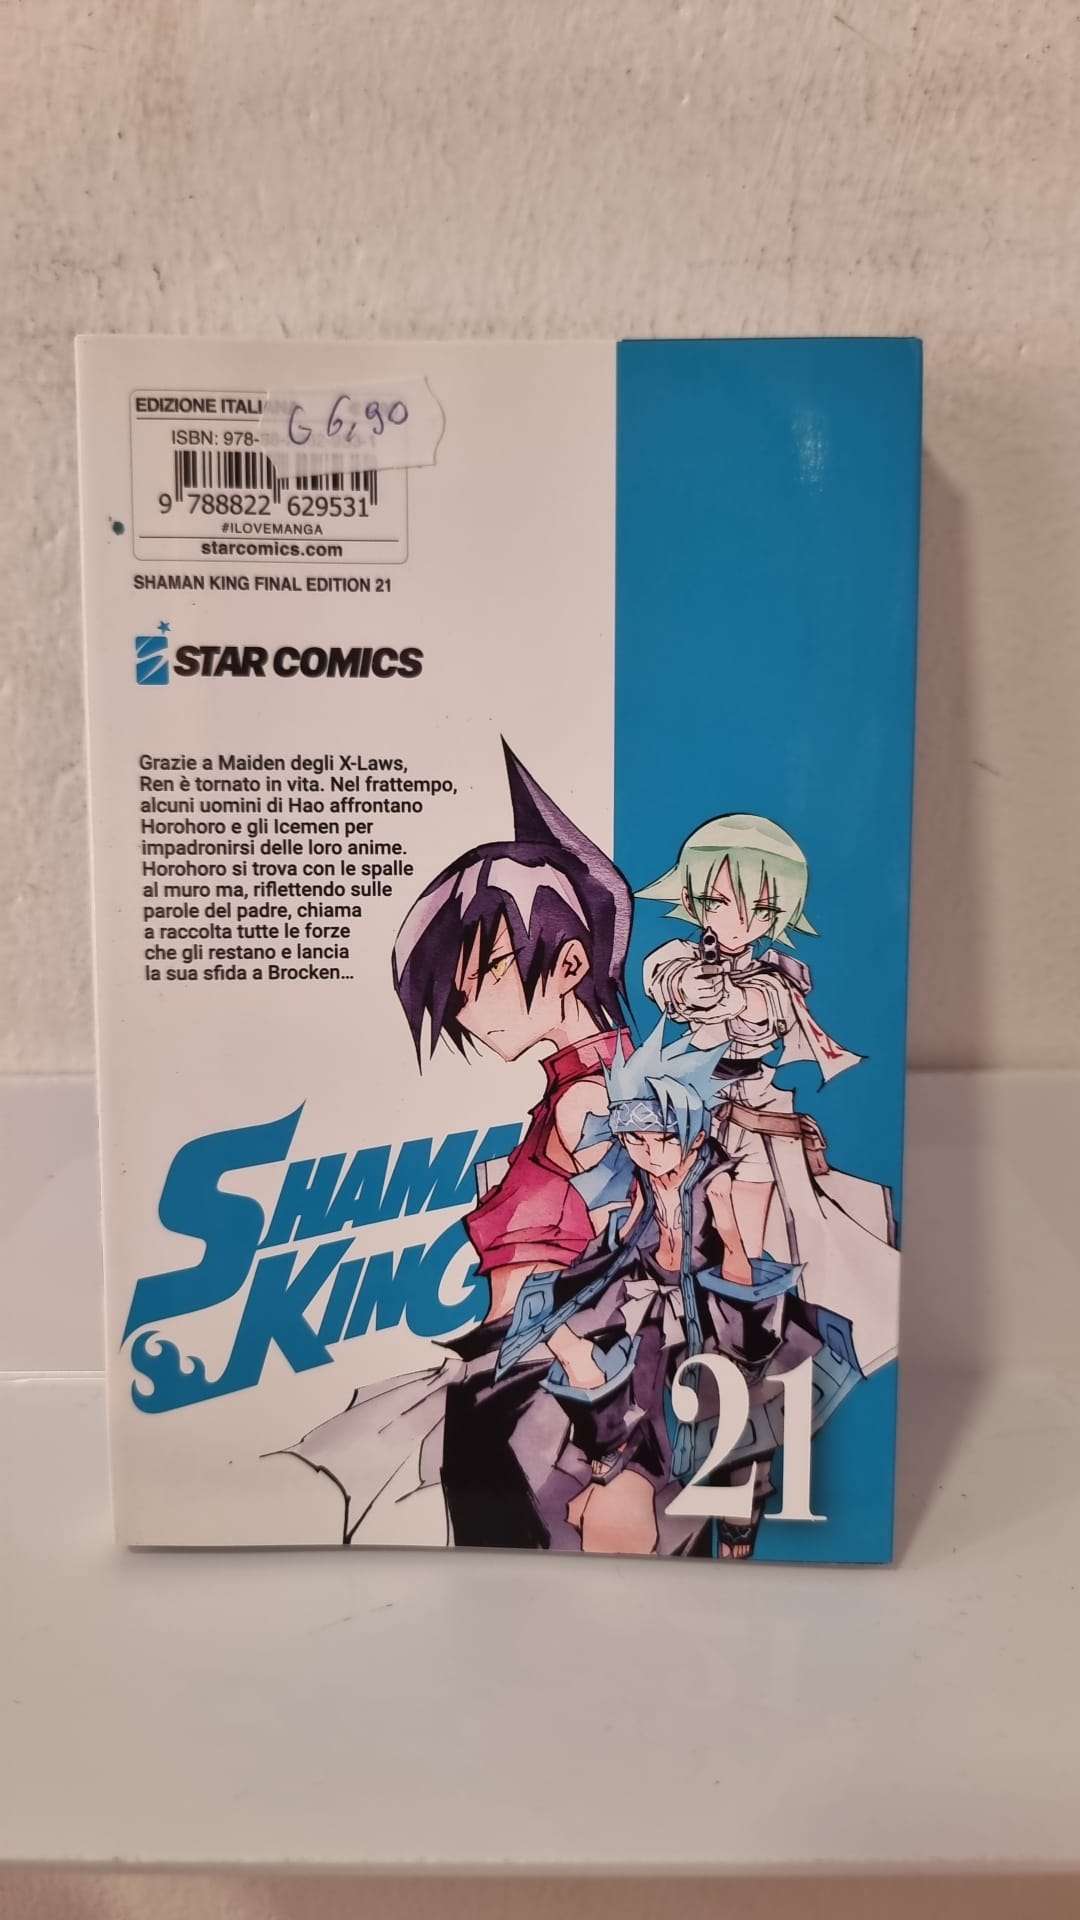 EDIZIONE ITALI
G 6,90
ISBN: 978-
9 788822 629531
#ILOVEMANGA
starcomics.com
SHAMAN KING FINAL EDITION 21
STAR COMICS
Grazie a Maiden degli X-Laws,
Ren è tornato in vita. Nel frattempo,
alcuni uomini di Hao affrontano
Horohoro e gli Icemen per
impadronirsi delle loro anime.
Horohoro si trova con le spalle
al muro ma, riflettendo sulle
parole del padre, chiama
a raccolta tutte le forze
che gli restano e lancia
la sua sfida a Brocken...
SHAMAN
KING
21